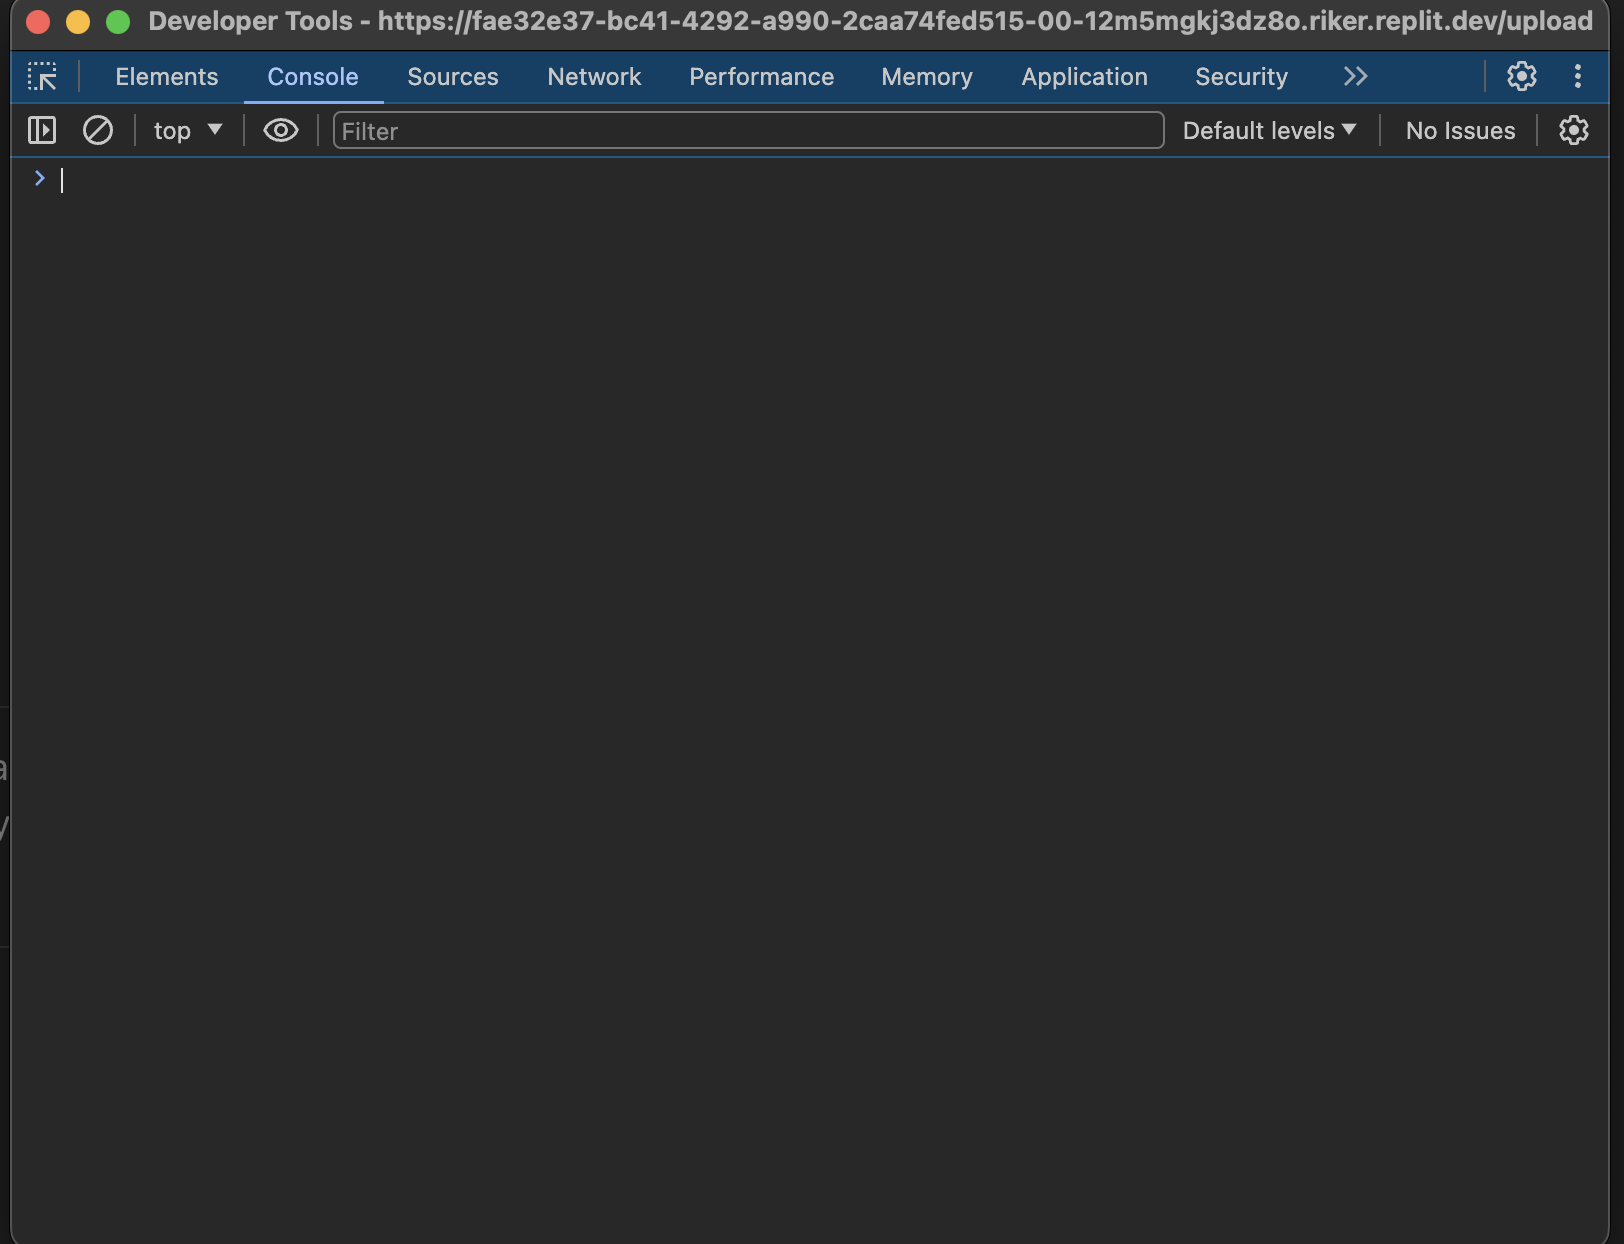 Developer Tools - https://fae32e37-bc41-4292-a990-2caa74fed515-00-12m5mgkj3dz8o.riker.replit.dev/upload
Elements Console Sources Network Performance Memory Application Security
top Filter Default levels No Issues
a
y